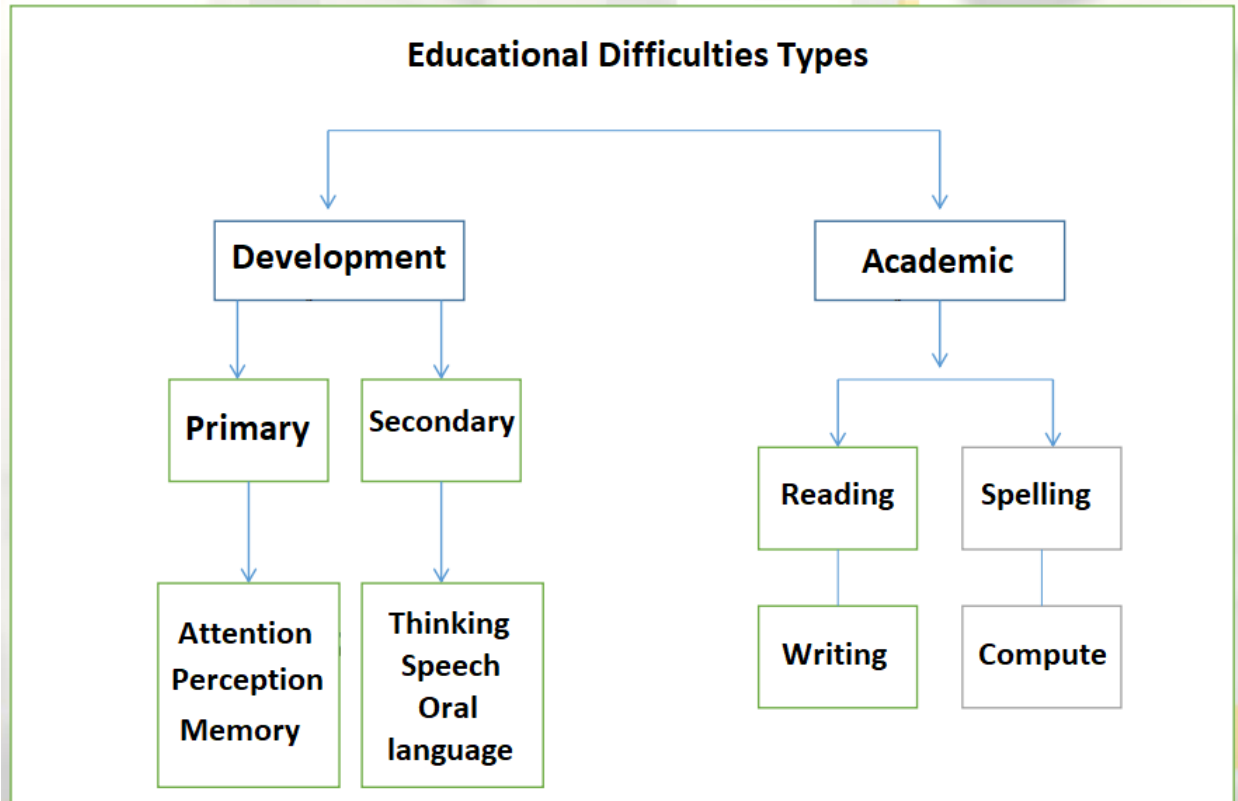 Educational Difficulties Types
Development
Academic
Primary
Secondary
Reading
Spelling
Attention
Perception
Memory
Thinking
Speech
Oral
language
Writing
Compute